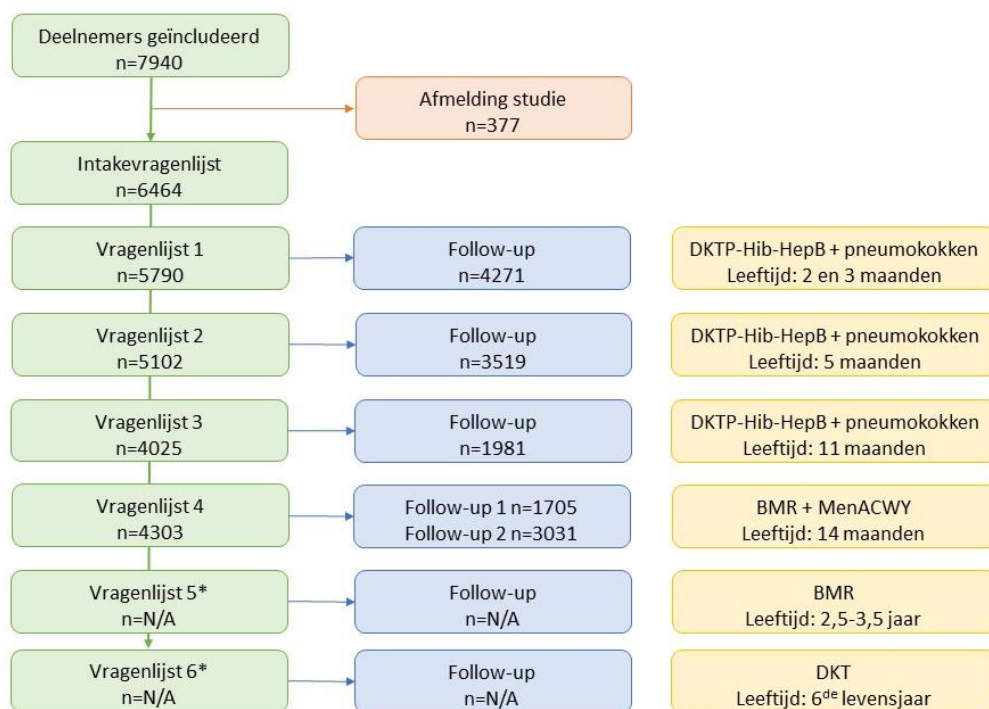 Deelnemers geïncludeerd
n=7940
Afmelding studie
n=377
Intakevragenlijst
n=6464
Vragenlijst 1
n=5790
Follow-up
n=4271
DKTP-Hib-HepB + pneumokokken
Leeftijd: 2 en 3 maanden
Vragenlijst 2
n=5102
Follow-up
n=3519
DKTP-Hib-HepB + pneumokokken
Leeftijd: 5 maanden
Vragenlijst 3
n=4025
Follow-up
n=1981
DKTP-Hib-HepB + pneumokokken
Leeftijd: 11 maanden
Vragenlijst 4
n=4303
Follow-up 1 n=1705
Follow-up 2 n=3031
BMR + MenACWY
Leeftijd: 14 maanden
Vragenlijst 5*
n=N/A
Follow-up
n=N/A
BMR
Leeftijd: 2,5-3,5 jaar
Vragenlijst 6*
n=N/A
Follow-up
n=N/A
DKT
Leeftijd: 6de levensjaar